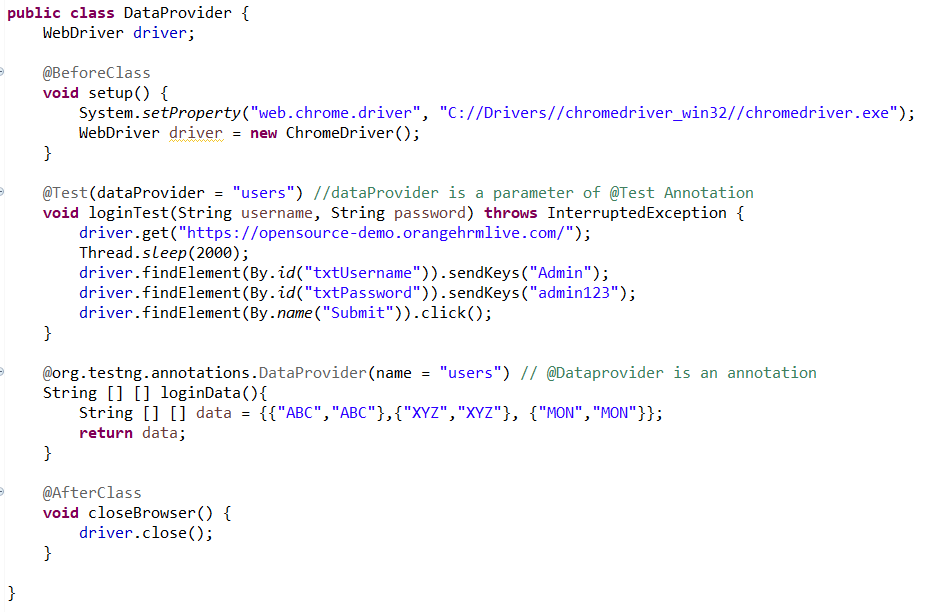 public class DataProvider {
WebDriver driver;
@BeforeClass
void setup() {
System.setProperty("web.chrome.driver", "C://Drivers//chromedriver_win32//chromedriver.exe");
WebDriver driver = new ChromeDriver();
}
@Test(dataProvider = "users") //dataProvider is a parameter of @Test Annotation
void loginTest(String username, String password) throws InterruptedException {
driver.get("https://opensource-demo.orangehrmlive.com/");
Thread.sleep(2000);
driver.findElement(By.id("txtUsername")).sendKeys("Admin");
driver.findElement(By.id("txtPassword")).sendKeys("admin123");
driver.findElement(By.name("Submit")).click();
}
@org.testng.annotations.DataProvider(name = "users") // @Dataprovider is an annotation
String [] [] loginData(){
String [] [] data = {{"ABC","ABC"},{"XYZ","XYZ"}, {"MON","MON"}};
return data;
}
@AfterClass
void closeBrowser() {
driver.close();
}
}